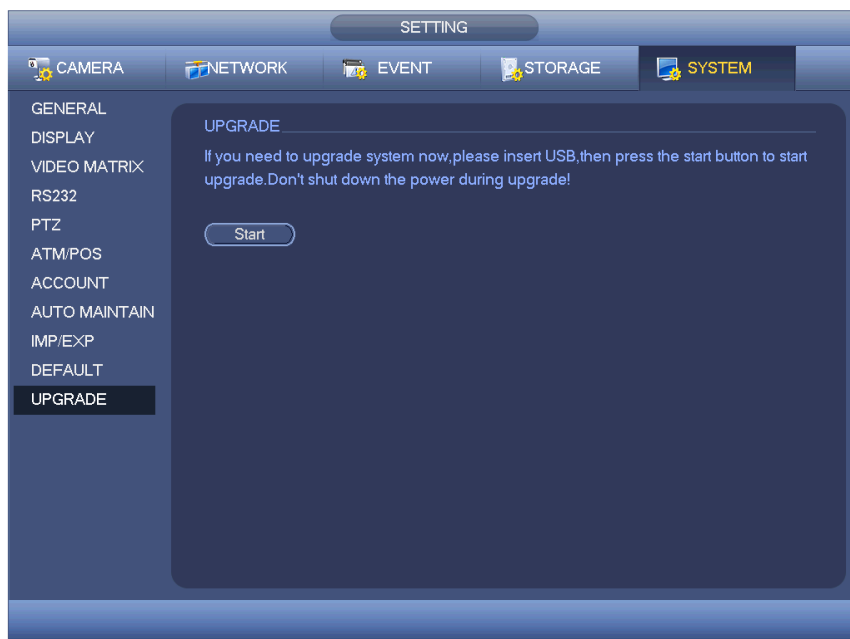 SETTING
CAMERA
NETWORK
EVENT
STORAGE
SYSTEM
GENERAL
DISPLAY
VIDEO MATRIX
RS232
PTZ
ATM/POS
ACCOUNT
AUTO MAINTAIN
IMP/EXP
DEFAULT
UPGRADE
UPGRADE
If you need to upgrade system now,please insert USB,then press the start button to start
upgrade.Don't shut down the power during upgrade!
Start